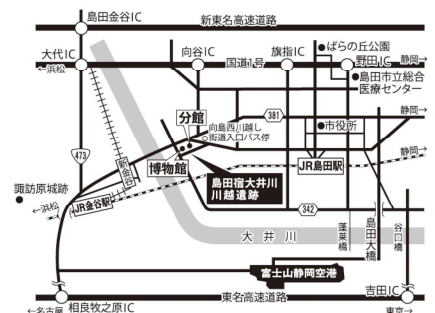 島田金谷IC
新東名高速道路
大代IC
向谷IC
旗指IC
ばらの丘公園
野田IC
静岡→
←浜松
国道1号
島田市立総合
医療センター
分館
向島西川越し
街道入口バス停
381
静岡→
市役所
473
新金谷
博物館
JR島田駅
静岡→
諏訪原城跡
島田宿大井川
川越遺跡
←浜松
JR金谷駅
342
大井川
蓬莱橋
島田大橋
谷口橋
富士山静岡空港
←名古屋
相良牧之原IC
東名高速道路
吉田IC
東京→